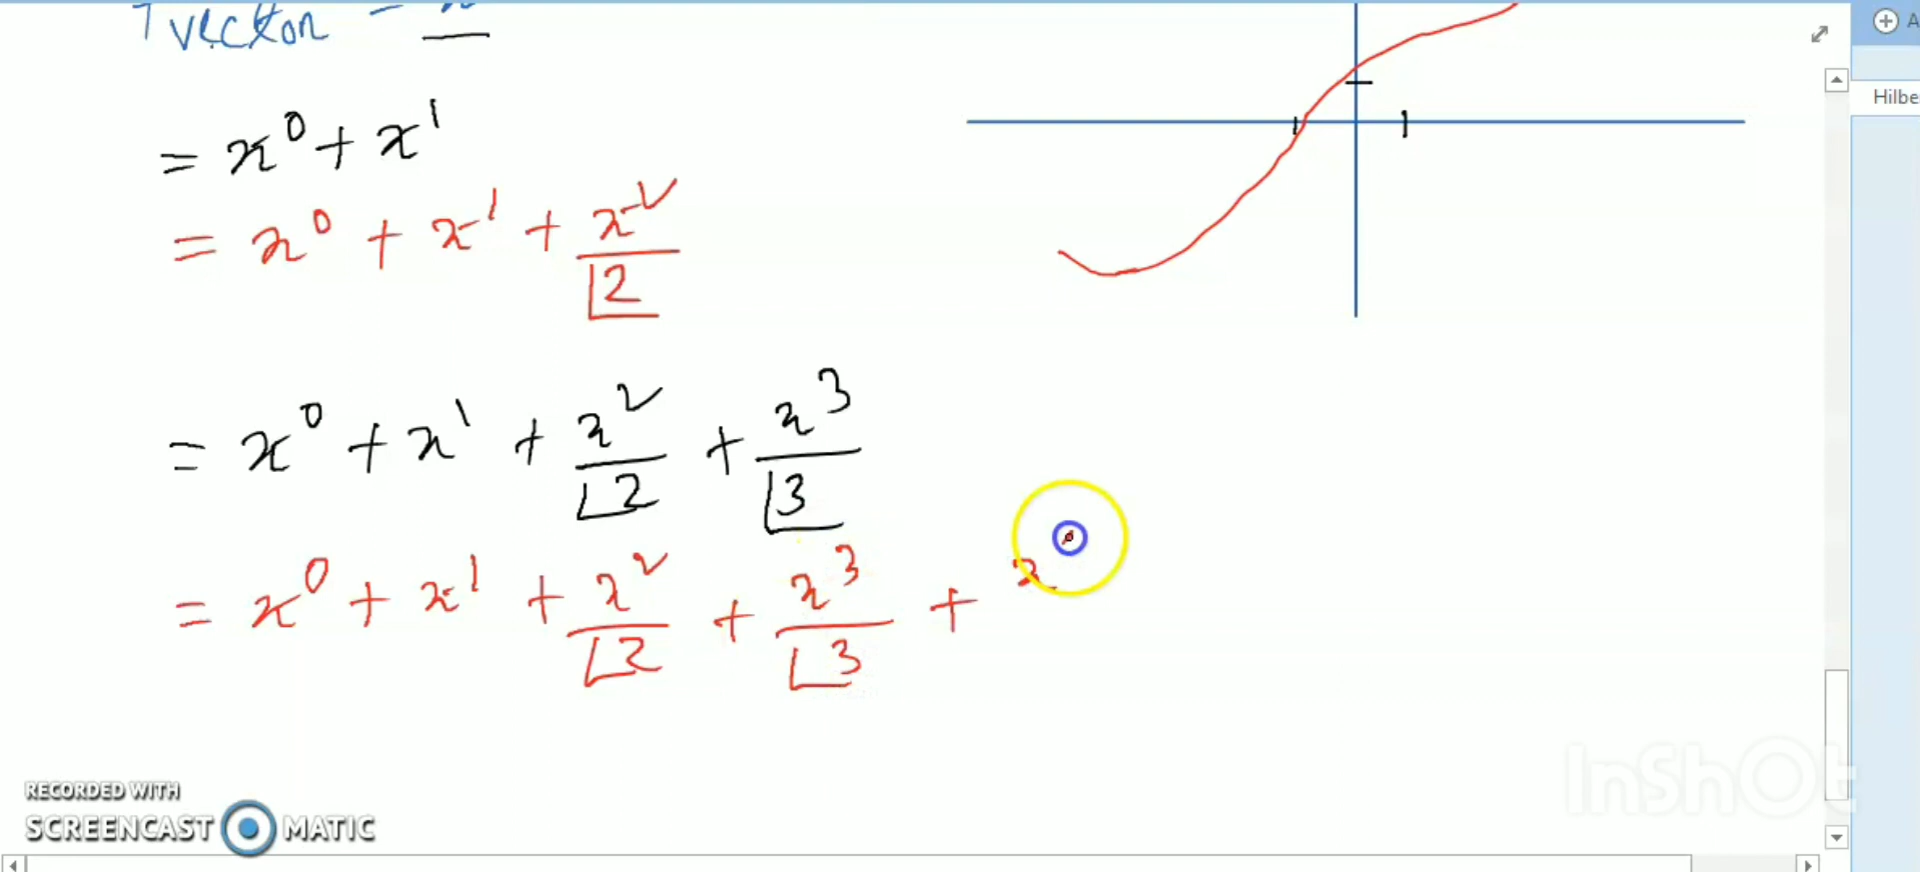 1 vector = x
= x⁰ + x¹
= x⁰ + x¹ + x²/⌊2
= x⁰ + x¹ + x²/⌊2 + x³/⌊3
= x⁰ + x¹ + x²/⌊2 + x³/⌊3 + x
1
A
Hilbe
RECORDED WITH
SCREENCAST MATIC
InShOt